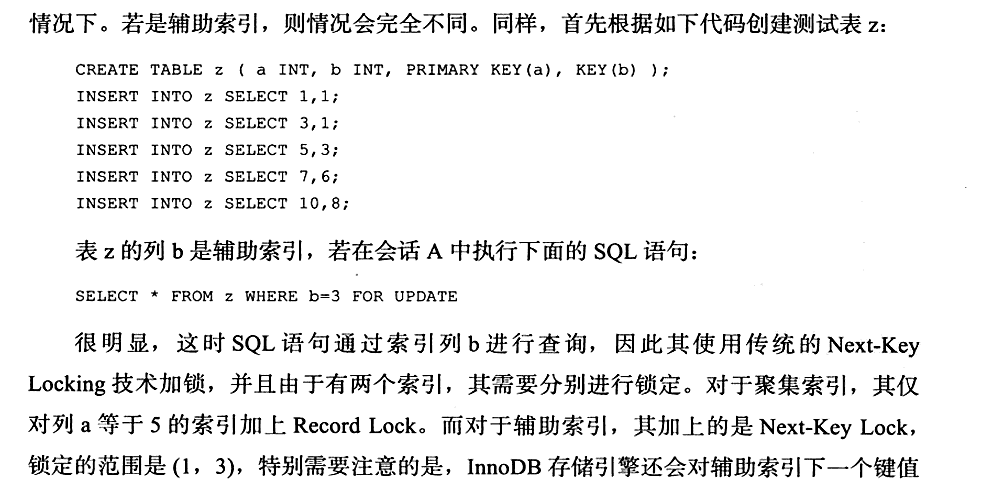 情况下。若是辅助索引，则情况会完全不同。同样，首先根据如下代码创建测试表 z：
CREATE TABLE z ( a INT, b INT, PRIMARY KEY(a), KEY(b) );
INSERT INTO z SELECT 1,1;
INSERT INTO z SELECT 3,1;
INSERT INTO z SELECT 5,3;
INSERT INTO z SELECT 7,6;
INSERT INTO z SELECT 10,8;
表 z 的列 b 是辅助索引，若在会话 A 中执行下面的 SQL 语句：
SELECT * FROM z WHERE b=3 FOR UPDATE
很明显，这时 SQL 语句通过索引列 b 进行查询，因此其使用传统的 Next-Key
Locking 技术加锁，并且由于有两个索引，其需要分别进行锁定。对于聚集索引，其仅
对列 a 等于 5 的索引加上 Record Lock。而对于辅助索引，其加上的是 Next-Key Lock，
锁定的范围是 (1，3)，特别需要注意的是，InnoDB 存储引擎还会对辅助索引下一个键值